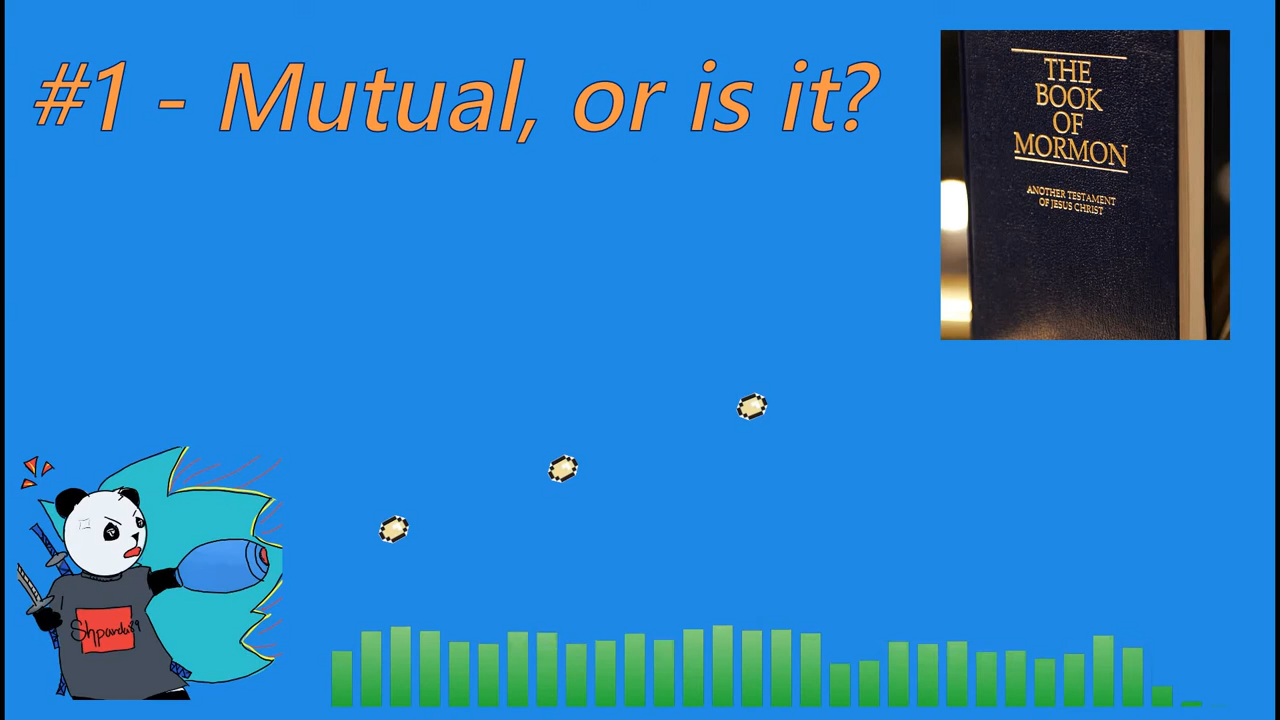 #1 - Mutual, or is it?
THE
BOOK
OF
MORMON
ANOTHER TESTAMENT
OF JESUS CHRIST
Shpanda89